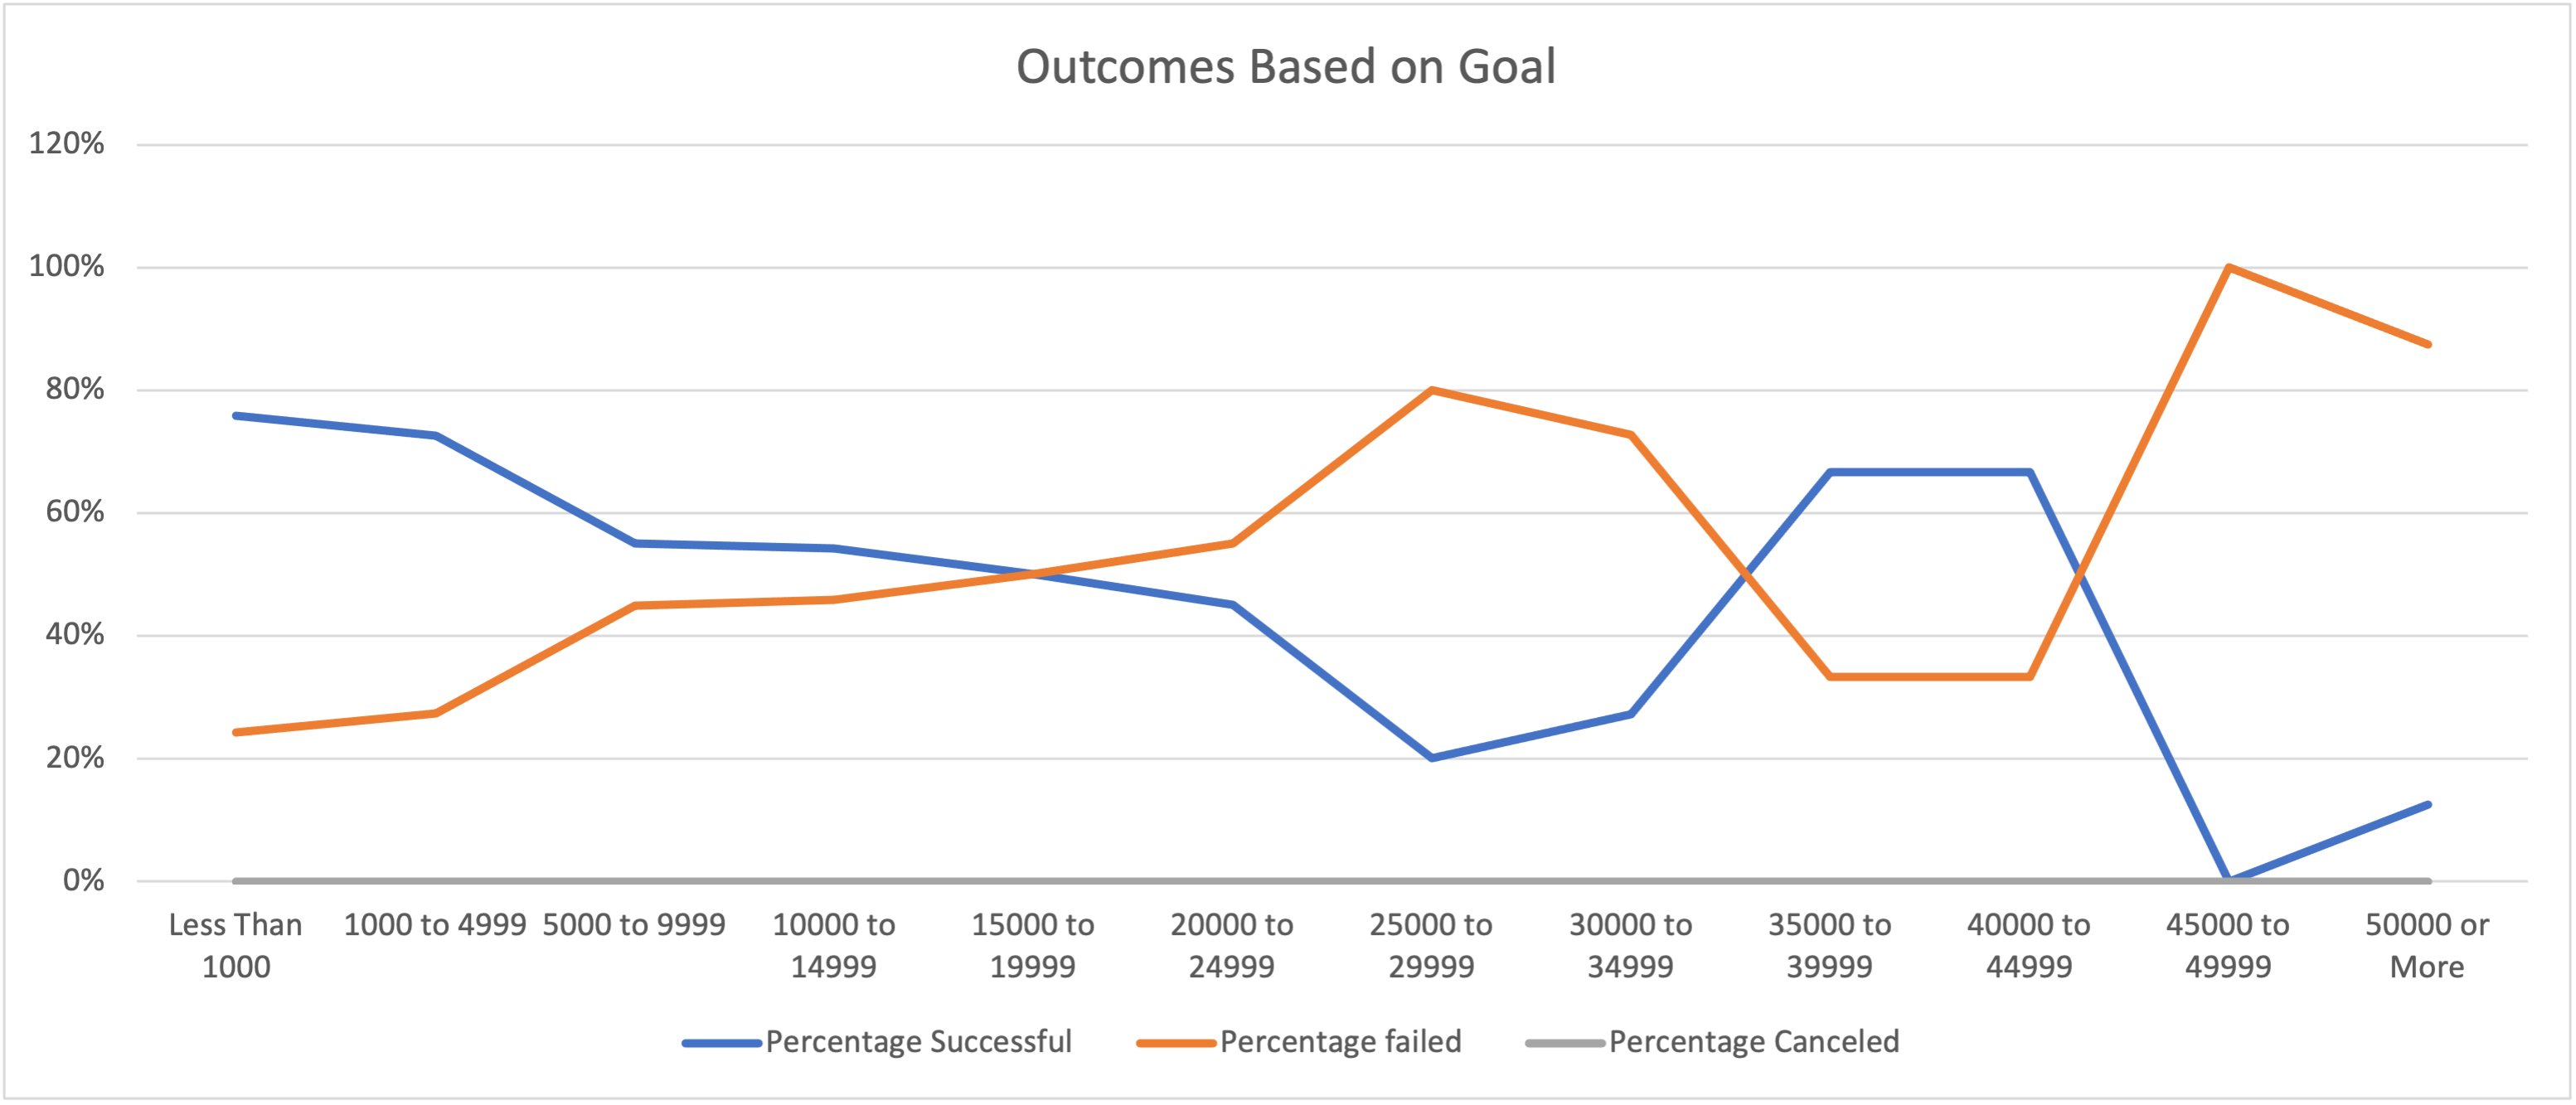 Outcomes Based on Goal
120%
100%
80%
60%
40%
20%
0%
Less Than
1000
1000 to 4999
5000 to 9999
10000 to
14999
15000 to
19999
20000 to
24999
25000 to
29999
30000 to
34999
35000 to
39999
40000 to
44999
45000 to
49999
50000 or
More
Percentage Successful
Percentage failed
Percentage Canceled